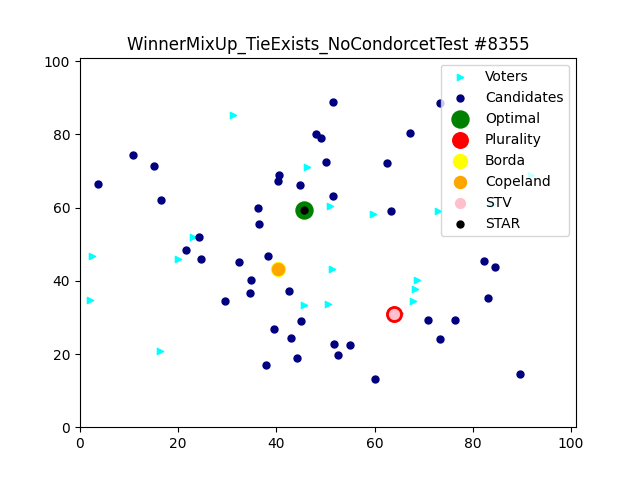 WinnerMixUp_TieExists_NoCondorcetTest #8355
100
80
60
40
20
0
0 20 40 60 80 100
Voters
Candidates
Optimal
Plurality
Borda
Copeland
STV
STAR